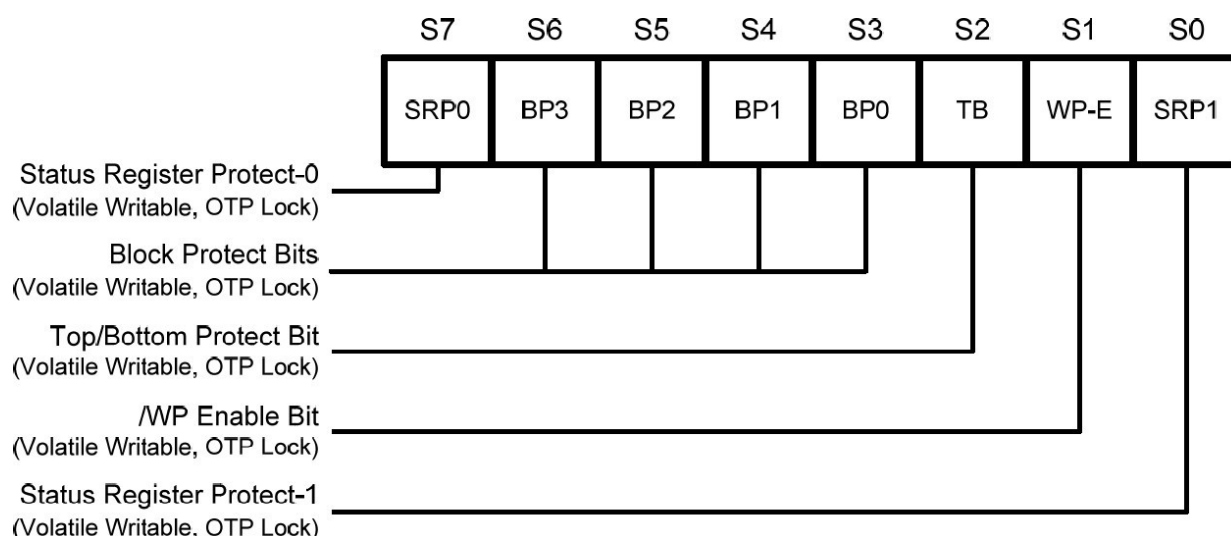 S7 S6 S5 S4 S3 S2 S1 S0
SRP0 BP3 BP2 BP1 BP0 TB WP-E SRP1
Status Register Protect-0
(Volatile Writable, OTP Lock)
Block Protect Bits
(Volatile Writable, OTP Lock)
Top/Bottom Protect Bit
(Volatile Writable, OTP Lock)
/WP Enable Bit
(Volatile Writable, OTP Lock)
Status Register Protect-1
(Volatile Writable, OTP Lock)